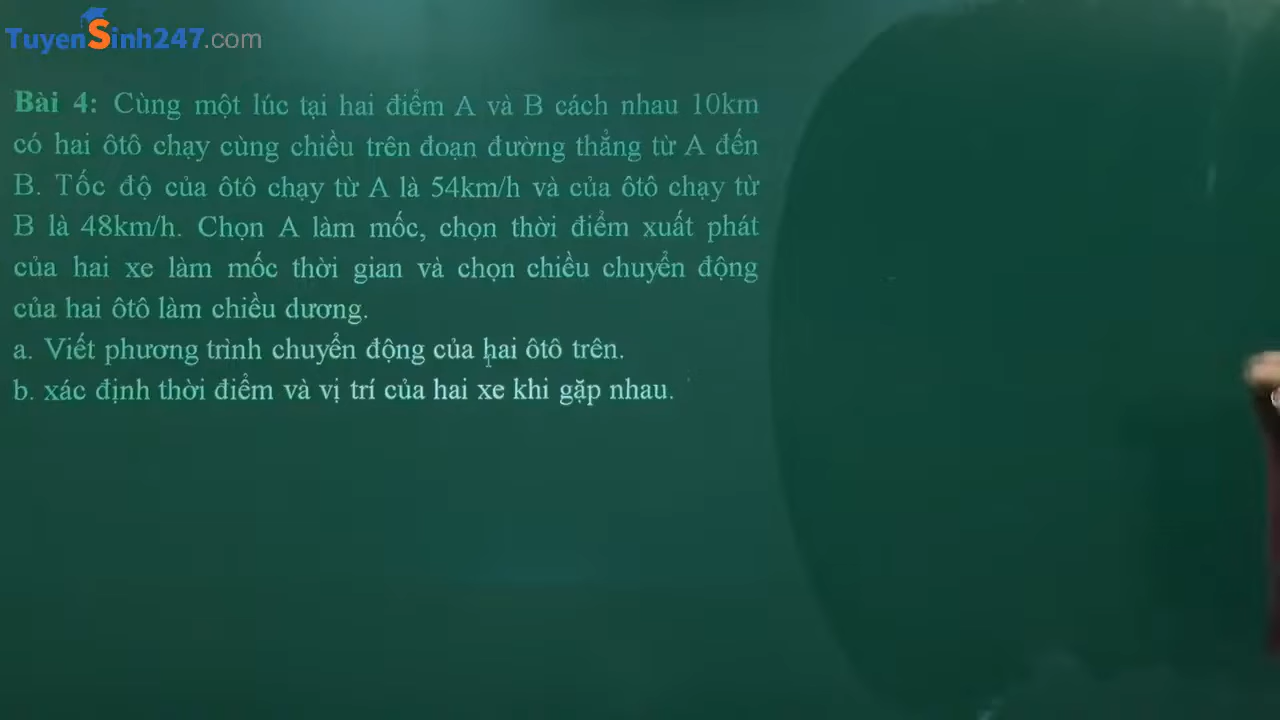 TuyenSinh247.com
Bài 4: Cùng một lúc tại hai điểm A và B cách nhau 10km
có hai ôtô chạy cùng chiều trên đoạn đường thẳng từ A đến
B. Tốc độ của ôtô chạy từ A là 54km/h và của ôtô chạy từ
B là 48km/h. Chọn A làm mốc, chọn thời điểm xuất phát
của hai xe làm mốc thời gian và chọn chiều chuyển động
của hai ôtô làm chiều dương.
a. Viết phương trình chuyển động của hai ôtô trên.
b. xác định thời điểm và vị trí của hai xe khi gặp nhau.